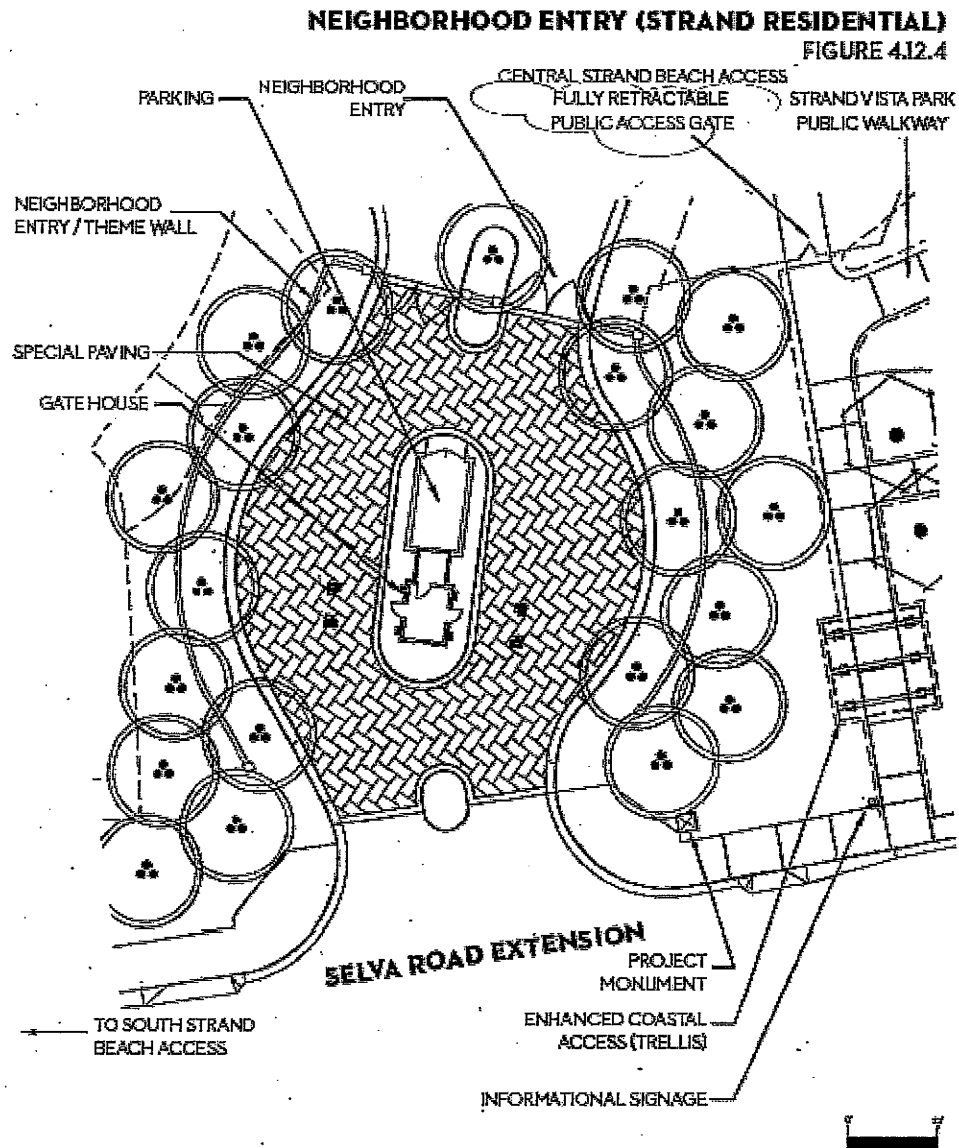 NEIGHBORHOOD ENTRY (STRAND RESIDENTIAL)
FIGURE 4.12.4
PARKING
NEIGHBORHOOD
ENTRY
CENTRAL STRAND BEACH ACCESS
FULLY RETRACTABLE
PUBLIC ACCESS GATE
STRAND VISTA PARK
PUBLIC WALKWAY
NEIGHBORHOOD
ENTRY / THEME WALL
SPECIAL PAVING
GATE HOUSE
SELVA ROAD EXTENSION
PROJECT
MONUMENT
TO SOUTH STRAND
BEACH ACCESS
ENHANCED COASTAL
ACCESS (TRELLIS)
INFORMATIONAL SIGNAGE